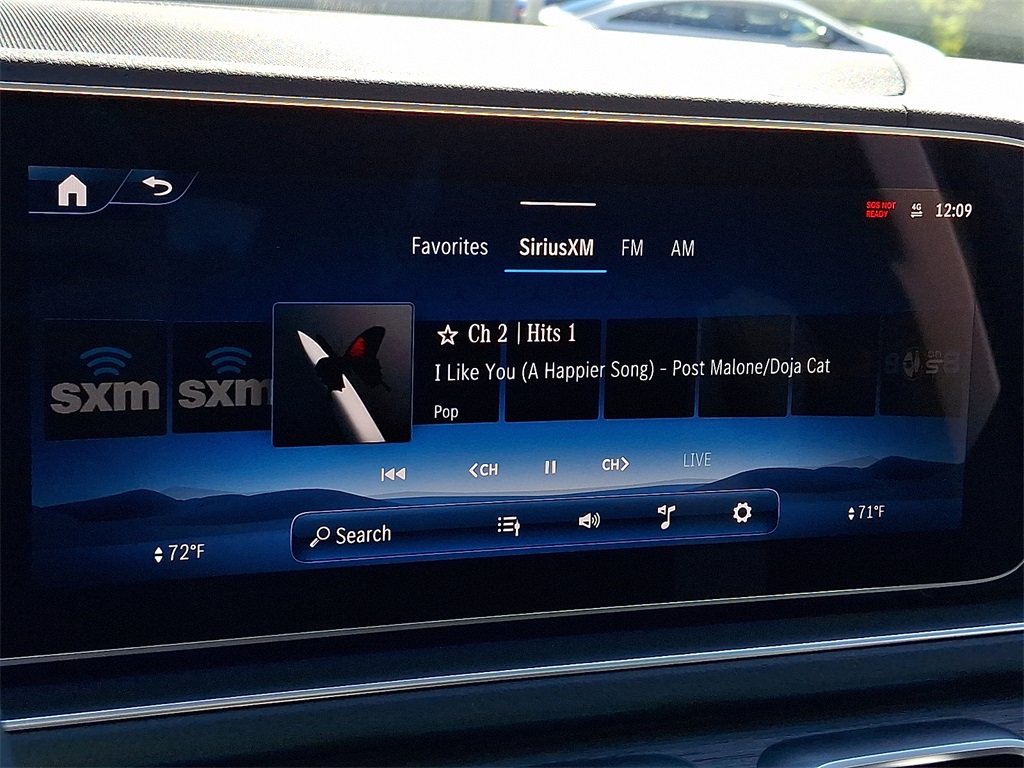 SOS NOT
READY
4G
12:09
Favorites
SiriusXM
FM
AM
sxm
sxm
Ch 2 | Hits 1
I Like You (A Happier Song) - Post Malone/Doja Cat
Pop
<CH
CH>
LIVE
Search
72°F
71°F